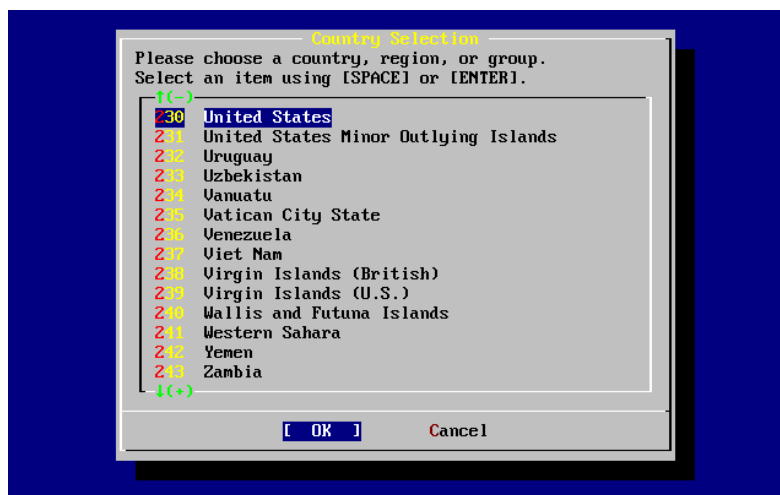 Country Selection
Please choose a country, region, or group.
Select an item using [SPACE] or [ENTER].
↑(-)
230 United States
231 United States Minor Outlying Islands
232 Uruguay
233 Uzbekistan
234 Vanuatu
235 Vatican City State
236 Venezuela
237 Viet Nam
238 Virgin Islands (British)
239 Virgin Islands (U.S.)
240 Wallis and Futuna Islands
241 Western Sahara
242 Yemen
243 Zambia
↓(+)
[ OK ] Cancel